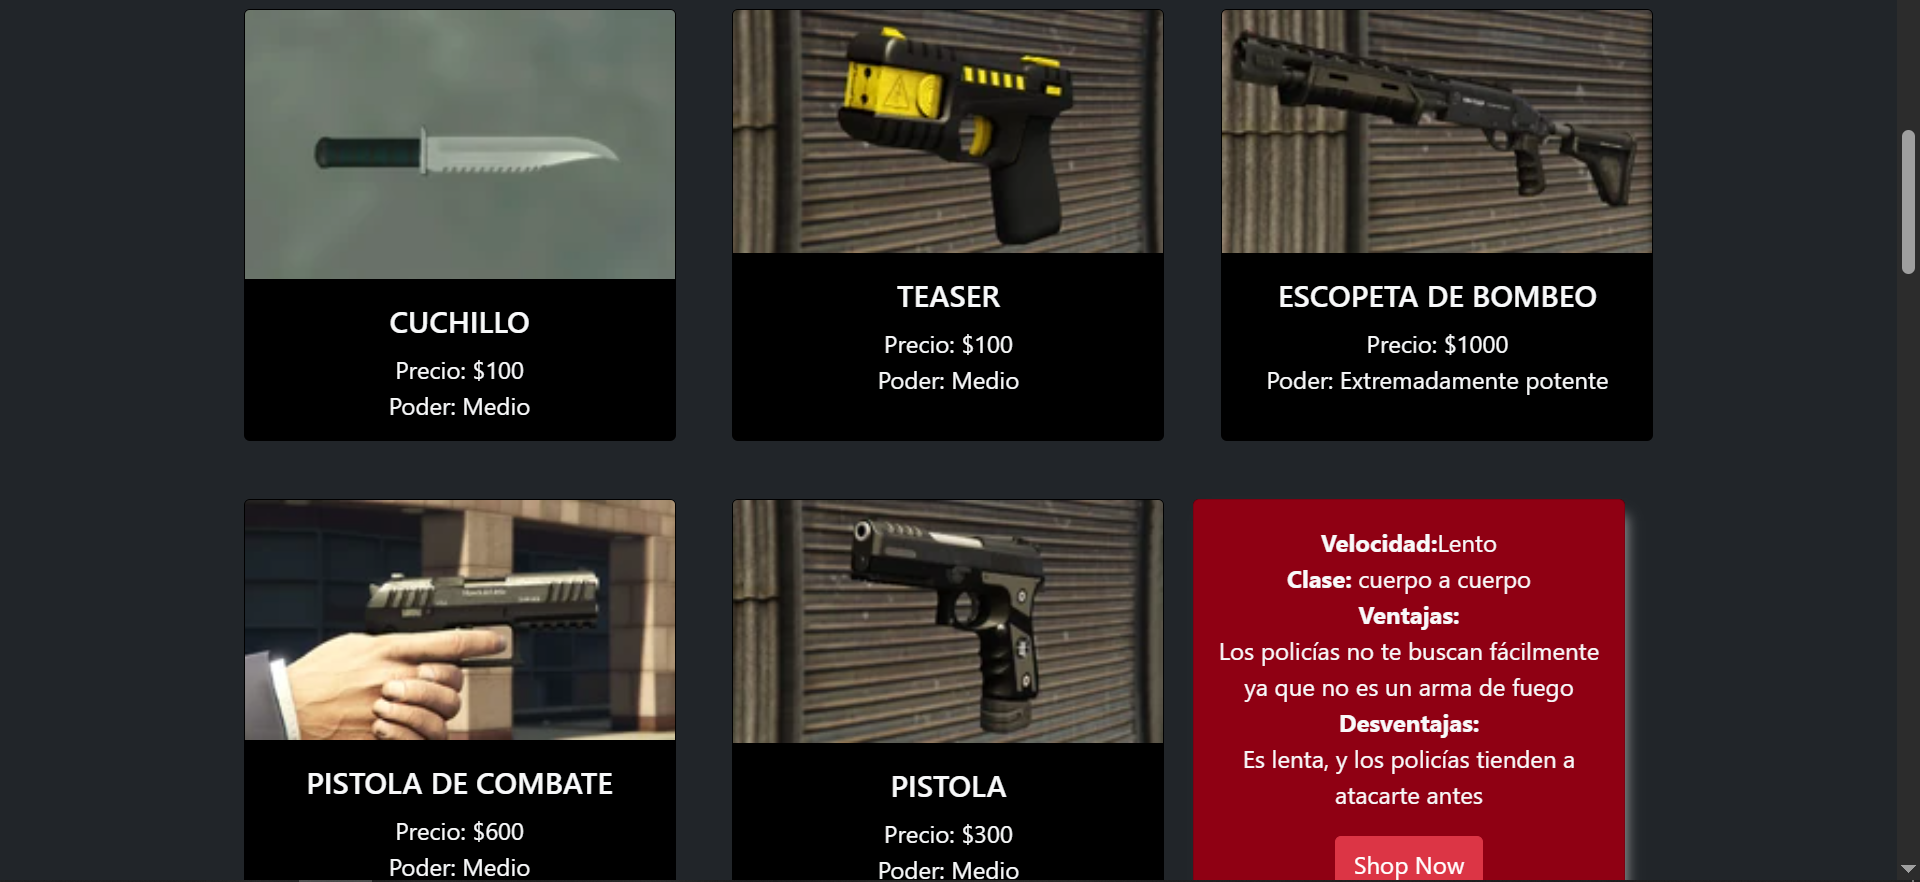 CUCHILLO
Precio: $100
Poder: Medio
TEASER
Precio: $100
Poder: Medio
ESCOPETA DE BOMBEO
Precio: $1000
Poder: Extremadamente potente
PISTOLA DE COMBATE
Precio: $600
Poder: Medio
PISTOLA
Precio: $300
Poder: Medio
Velocidad:Lento
Clase: cuerpo a cuerpo
Ventajas:
Los policías no te buscan fácilmente
ya que no es un arma de fuego
Desventajas:
Es lenta, y los policías tienden a
atacarte antes
Shop Now